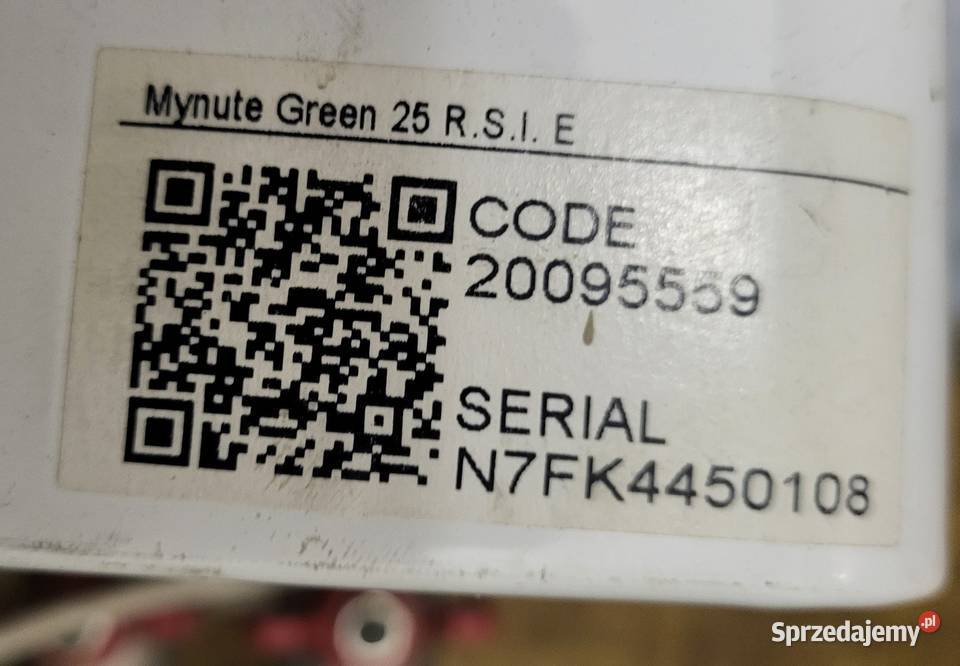 Mynute Green 25 R.S.I. E
CODE
20095559
SERIAL
N7FK4450108
Sprzedajemy.pl